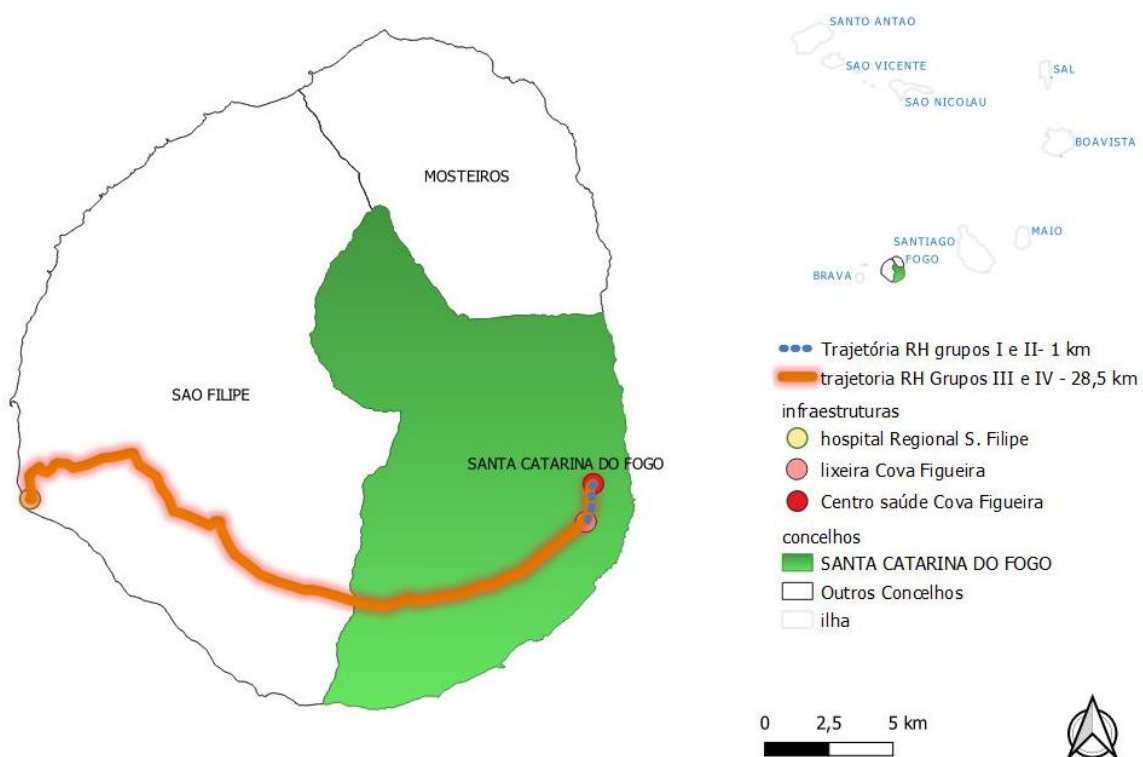 SANTO ANTAO
SAO VICENTE
SAL
SAO NICOLAU
BOAVISTA
MOSTEIROS
SANTIAGO
MAIO
FOGO
BRAVA
SAO FILIPE
SANTA CATARINA DO FOGO
Trajetória RH grupos I e II- 1 km
trajetoria RH Grupos III e IV - 28,5 km
infraestruturas
hospital Regional S. Filipe
lixeira Cova Figueira
Centro saúde Cova Figueira
concelhos
SANTA CATARINA DO FOGO
Outros Concelhos
ilha
0 2,5 5 km